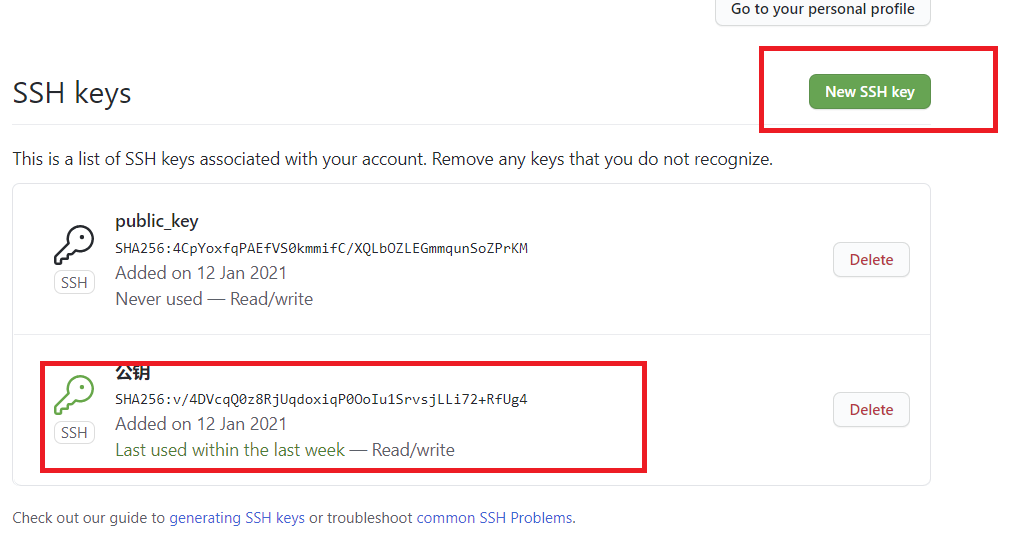 Go to your personal profile
SSH keys
New SSH key
This is a list of SSH keys associated with your account. Remove any keys that you do not recognize.
public_key
SHA256:4CpYoxfqPAEfVS0kmmifC/XQLbOZLEGmmqunSoZPrKM
Added on 12 Jan 2021
Never used — Read/write
SSH
Delete
公钥
SHA256:v/4DVcqQ0z8RjUqdoxiqP0OoIu1SrvsjLLi72+RfUg4
Added on 12 Jan 2021
Last used within the last week — Read/write
SSH
Delete
Check out our guide to generating SSH keys or troubleshoot common SSH Problems.